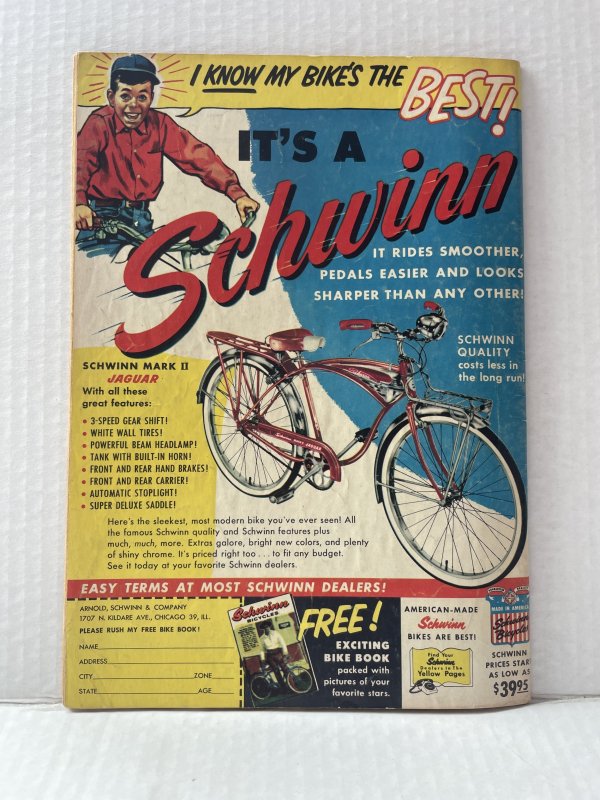 I KNOW MY BIKE'S THE BEST!
IT'S A
Schwinn
IT RIDES SMOOTHER,
PEDALS EASIER AND LOOKS
SHARPER THAN ANY OTHER!
SCHWINN
QUALITY
costs less in
the long run!
SCHWINN MARK II
JAGUAR
With all these
great features:
• 3-SPEED GEAR SHIFT!
• WHITE WALL TIRES!
• POWERFUL BEAM HEADLAMP!
• TANK WITH BUILT-IN HORN!
• FRONT AND REAR HAND BRAKES!
• FRONT AND REAR CARRIER!
• AUTOMATIC STOPLIGHT!
• SUPER DELUXE SADDLE!
Here's the sleekest, most modern bike you've ever seen! All
the famous Schwinn quality and Schwinn features plus
much, much, more. Extras galore, bright new colors, and plenty
of shiny chrome. It's priced right too . . . to fit any budget.
See it today at your favorite Schwinn dealers.
EASY TERMS AT MOST SCHWINN DEALERS!
ARNOLD, SCHWINN & COMPANY
1707 N. KILDARE AVE., CHICAGO 39, ILL.
PLEASE RUSH MY FREE BIKE BOOK!
NAME
ADDRESS
CITY ZONE
STATE AGE
Schwinn
BICYCLES
FREE!
EXCITING
BIKE BOOK
packed with
pictures of your
favorite stars.
AMERICAN-MADE
Schwinn
BIKES ARE BEST!
Find Your
Schwinn
Dealers in The
Yellow Pages
MADE IN AMERICA
Schwinn
SCHWINN
PRICES STAR
AS LOW AS
$39.95